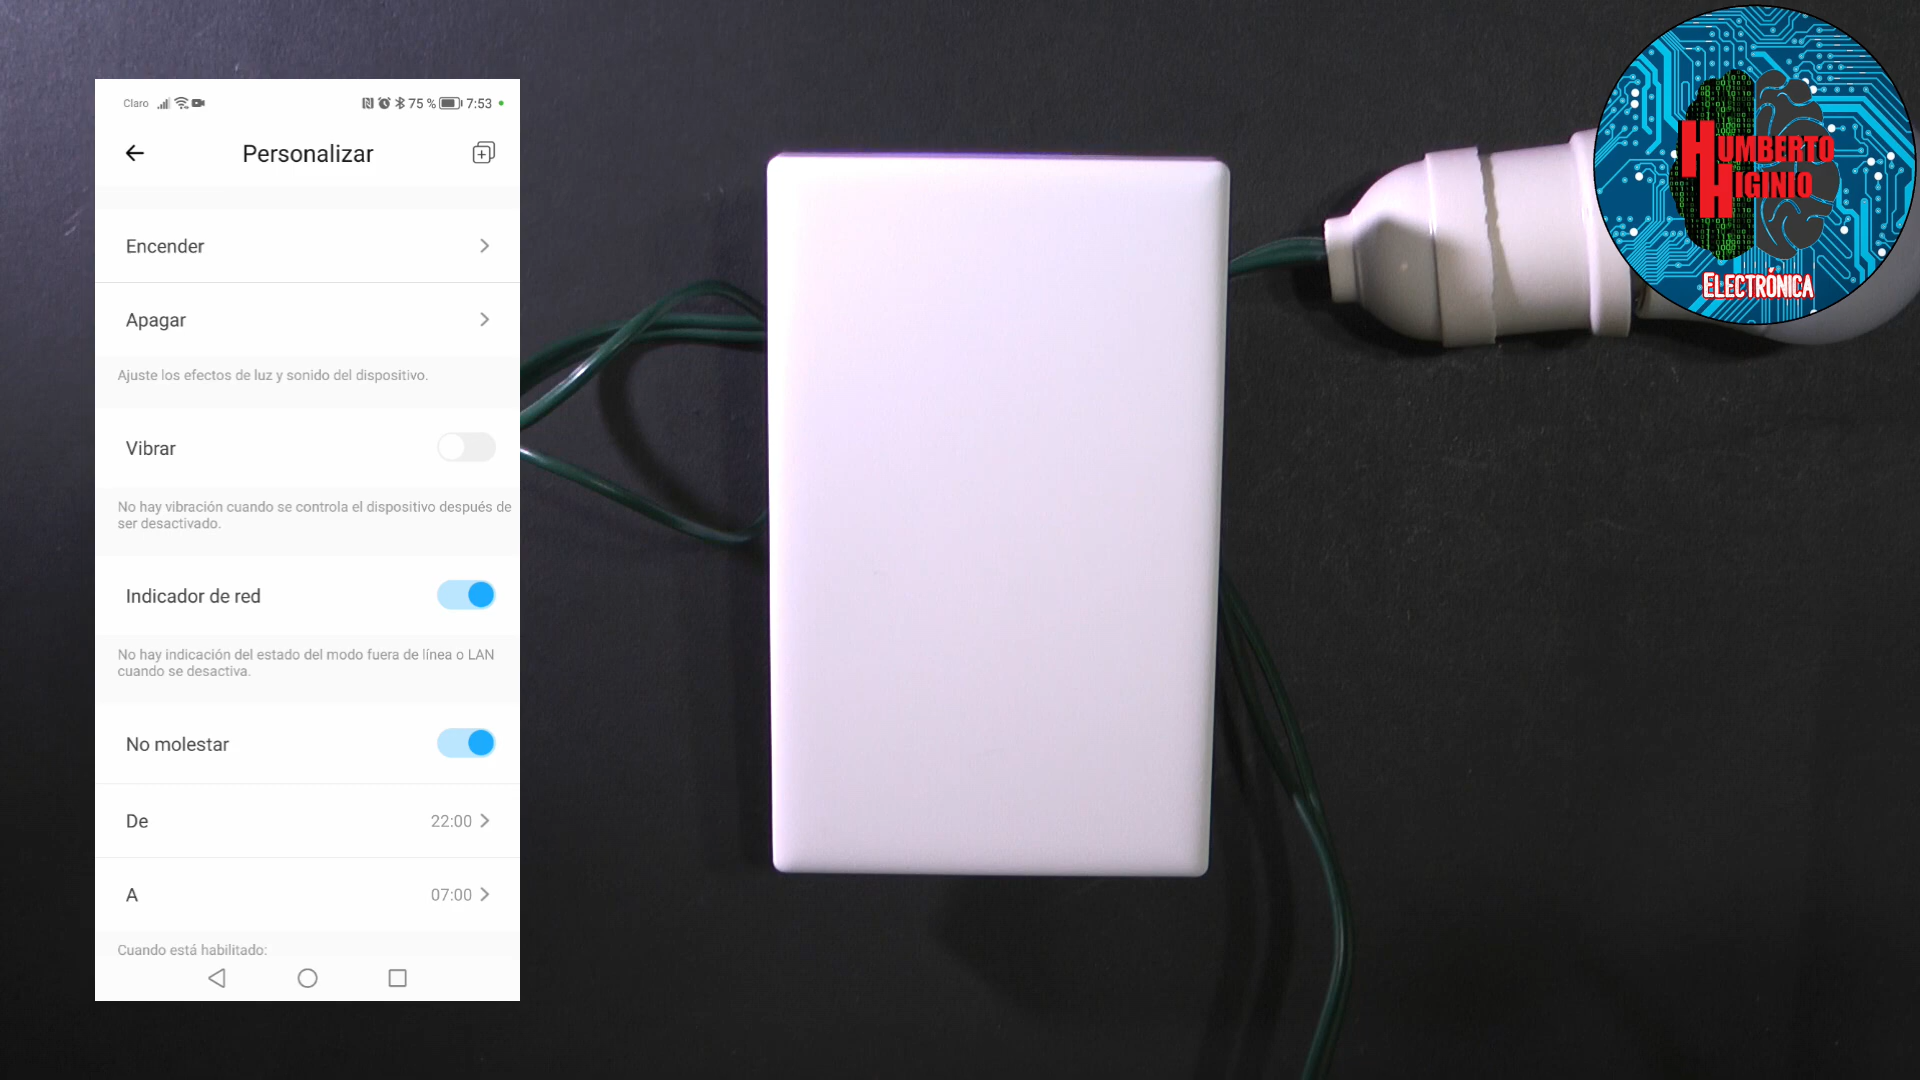 Claro 75 % 7:53
Personalizar
Encender
Apagar
Ajuste los efectos de luz y sonido del dispositivo.
Vibrar
No hay vibración cuando se controla el dispositivo después de
ser desactivado.
Indicador de red
No hay indicación del estado del modo fuera de línea o LAN
cuando se desactiva.
No molestar
De 22:00
A 07:00
Cuando está habilitado:
HUMBERTO
HIGINIO
ELECTRÓNICA